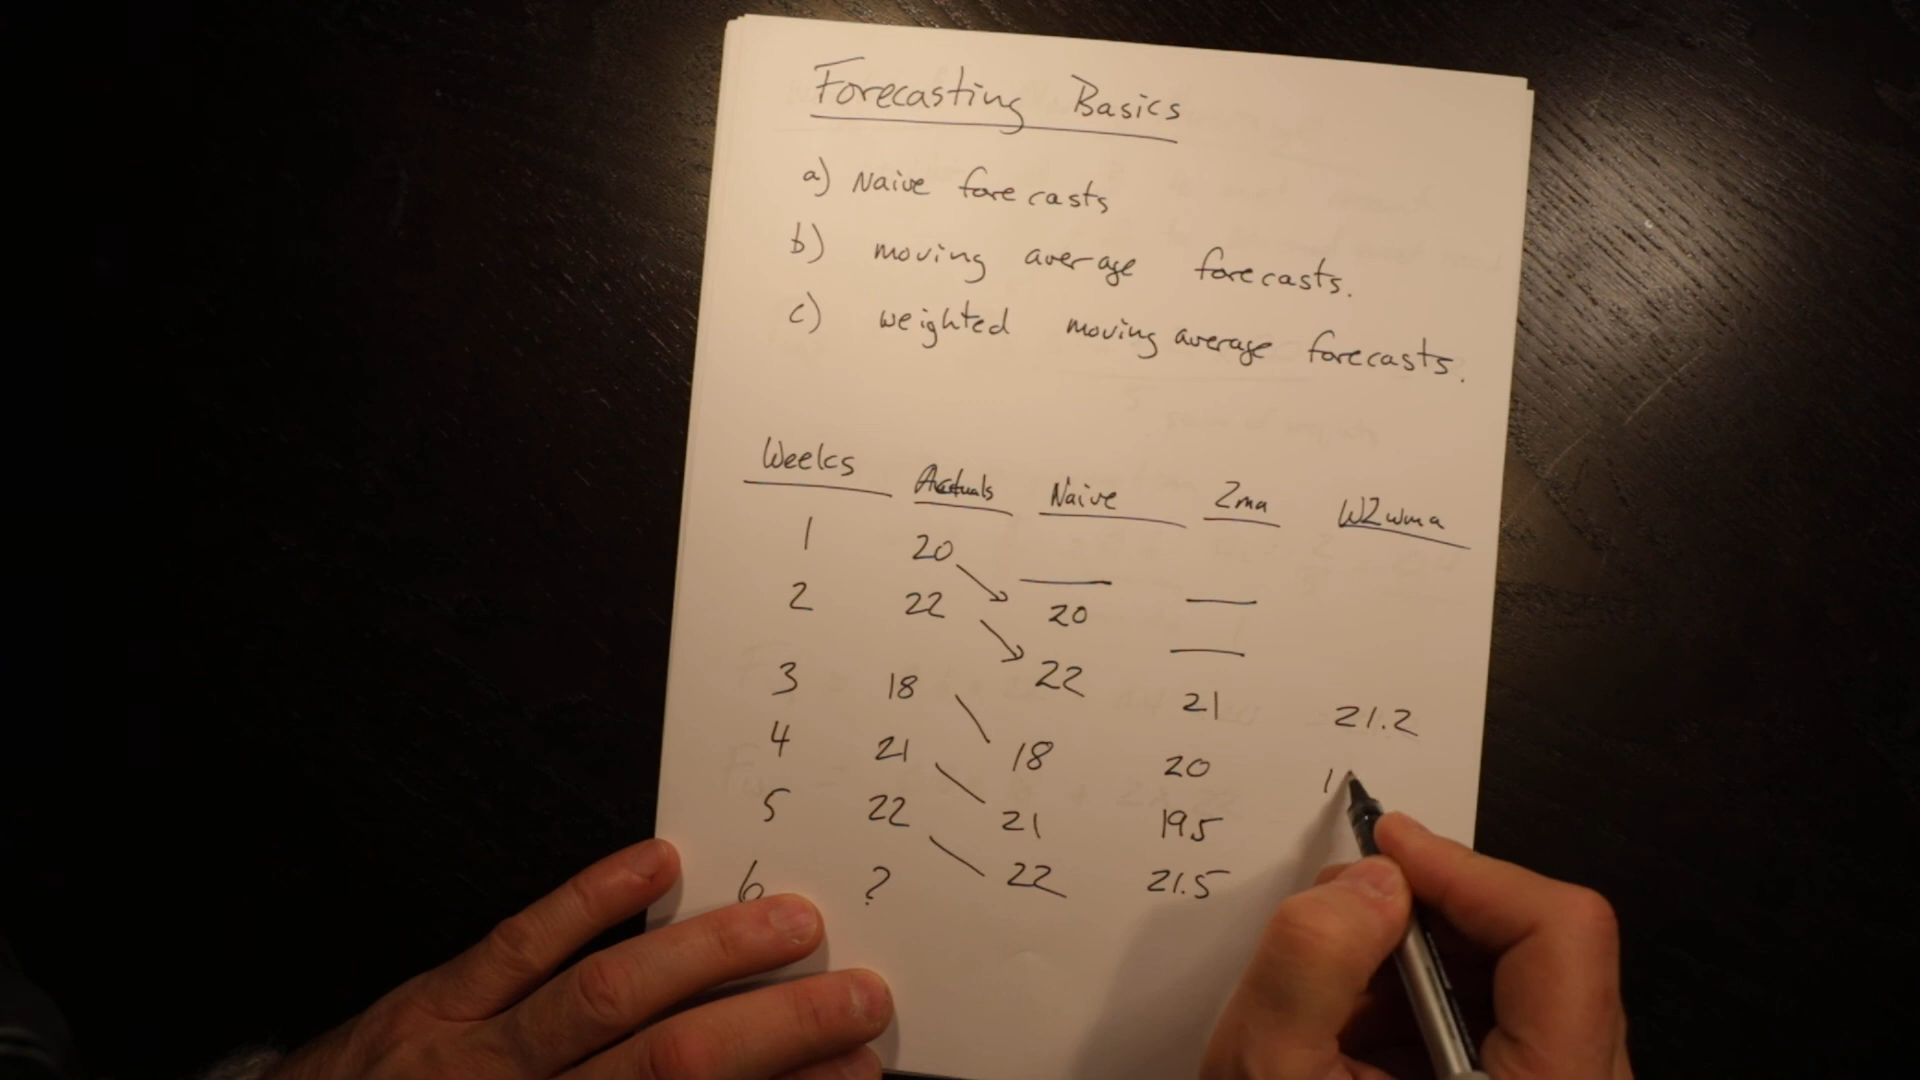 Forecasting Basics
a) Naive forecasts
b) moving average forecasts.
c) weighted moving average forecasts.
Weeks Actuals Naive 2ma W2wma
1 20
2 22 20
3 18 22 21 21.2
4 21 18 20 1
5 22 21 19.5
6 ? 22 21.5